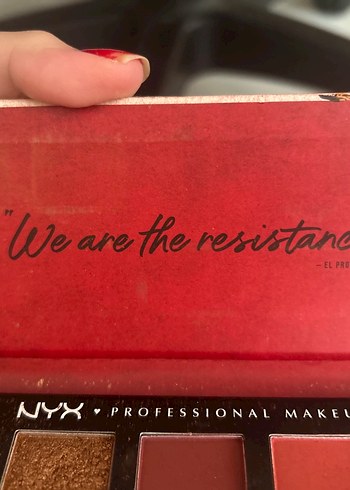 "We are the resistanc
– EL PRO
NYX ♥ PROFESSIONAL MAKEU